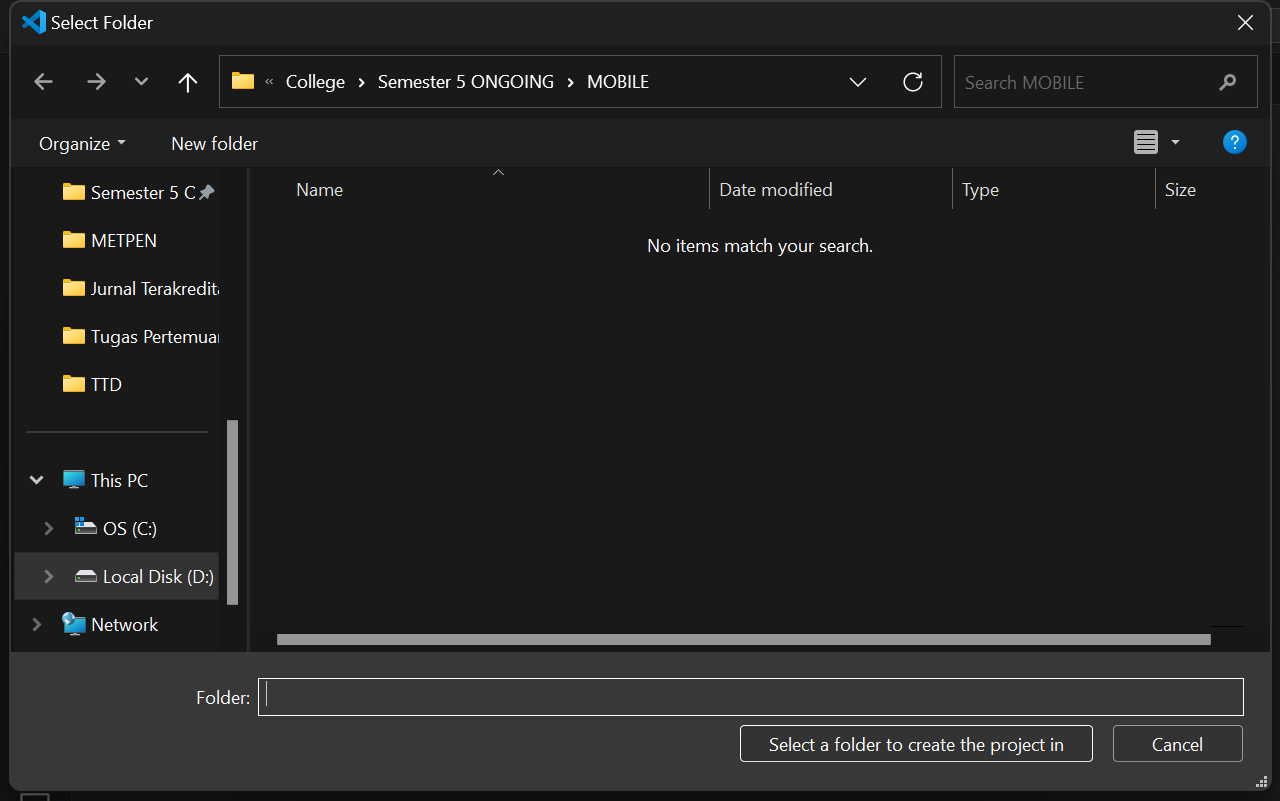 Select Folder
« College > Semester 5 ONGOING > MOBILE
Search MOBILE
Organize
New folder
?
Semester 5 C
METPEN
Jurnal Terakredita
Tugas Pertemuan
TTD
This PC
OS (C:)
Local Disk (D:)
Network
Name
Date modified
Type
Size
No items match your search.
Folder:
Select a folder to create the project in
Cancel